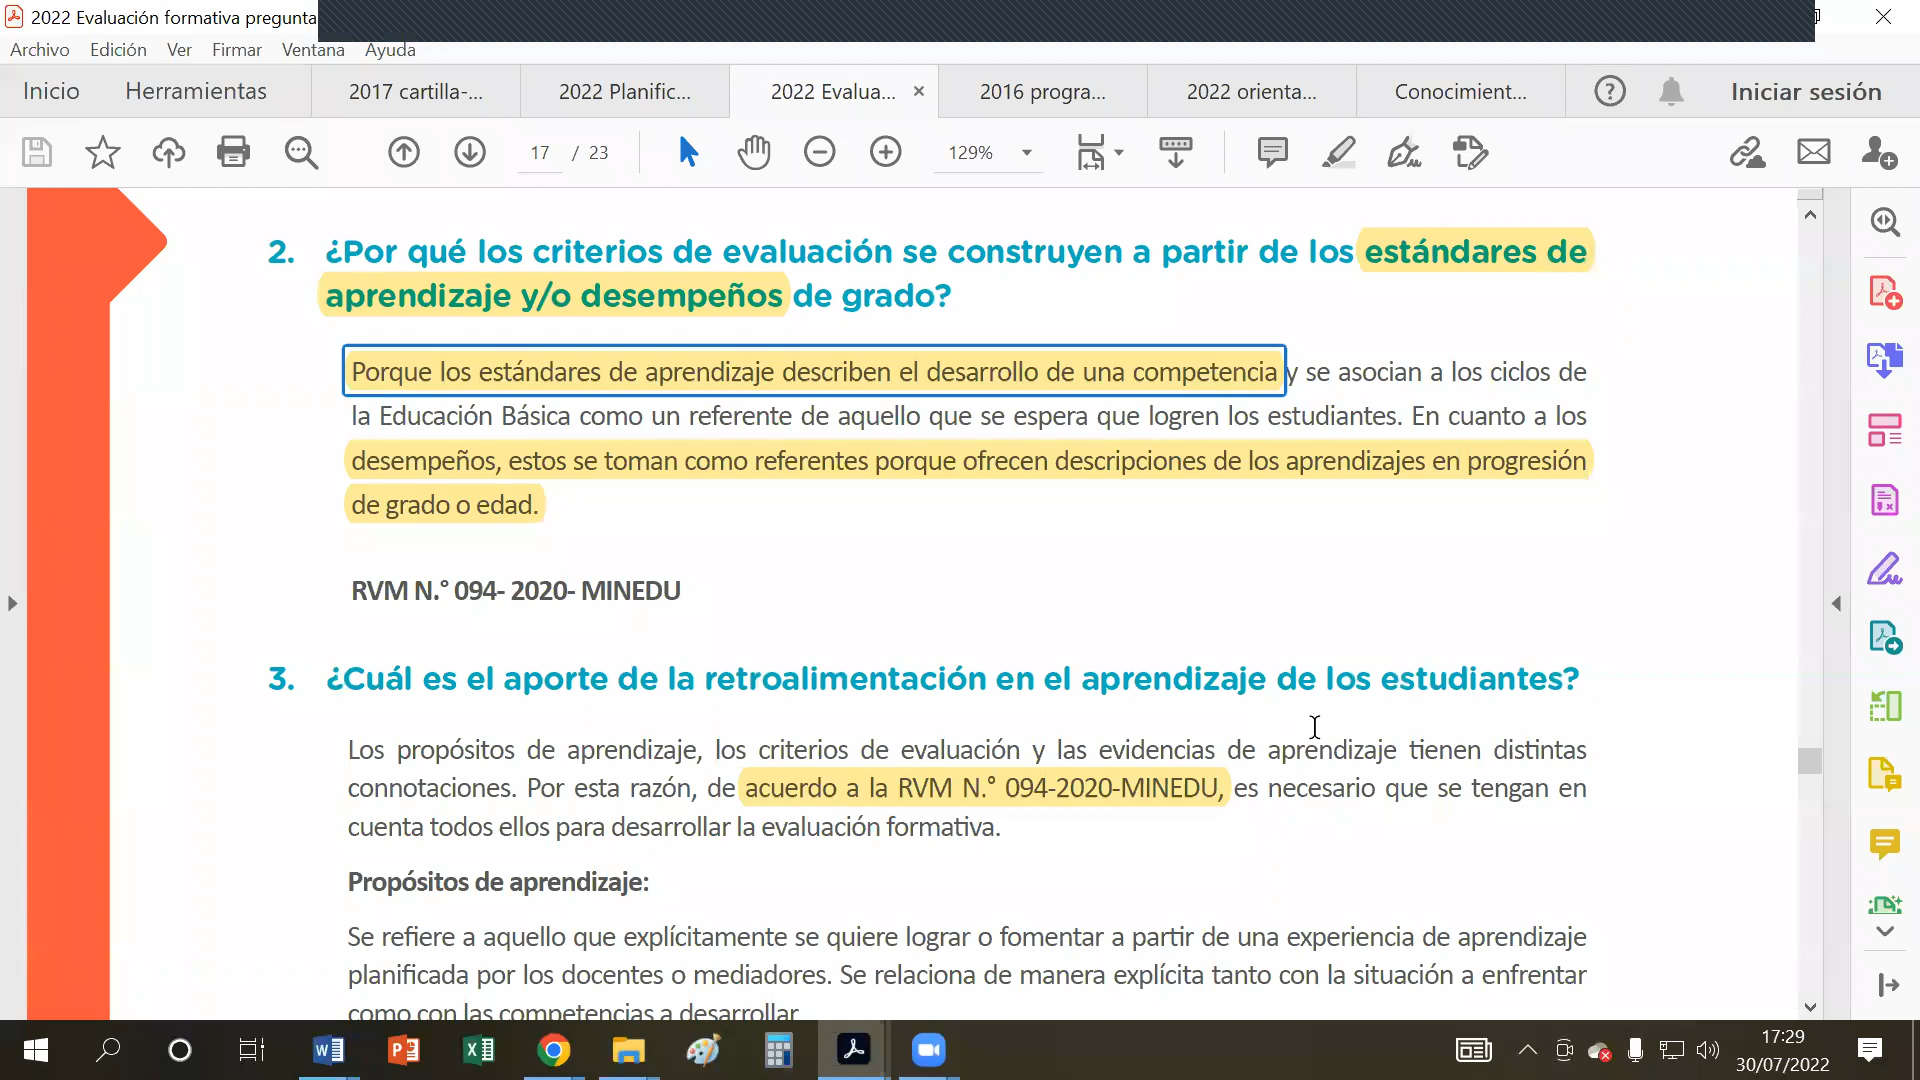 2022 Evaluación formativa pregunta
Archivo Edición Ver Firmar Ventana Ayuda
Inicio Herramientas 2017 cartilla-... 2022 Planific... 2022 Evalua... × 2016 progra... 2022 orienta... Conocimient... ? Iniciar sesión
17 / 23 129%
2. ¿Por qué los criterios de evaluación se construyen a partir de los estándares de
aprendizaje y/o desempeños de grado?
Porque los estándares de aprendizaje describen el desarrollo de una competencia y se asocian a los ciclos de
la Educación Básica como un referente de aquello que se espera que logren los estudiantes. En cuanto a los
desempeños, estos se toman como referentes porque ofrecen descripciones de los aprendizajes en progresión
de grado o edad.
RVM N.° 094- 2020- MINEDU
3. ¿Cuál es el aporte de la retroalimentación en el aprendizaje de los estudiantes?
Los propósitos de aprendizaje, los criterios de evaluación y las evidencias de aprendizaje tienen distintas
connotaciones. Por esta razón, de acuerdo a la RVM N.° 094-2020-MINEDU, es necesario que se tengan en
cuenta todos ellos para desarrollar la evaluación formativa.
Propósitos de aprendizaje:
Se refiere a aquello que explícitamente se quiere lograr o fomentar a partir de una experiencia de aprendizaje
planificada por los docentes o mediadores. Se relaciona de manera explícita tanto con la situación a enfrentar
como con las competencias a desarrollar
17:29
30/07/2022